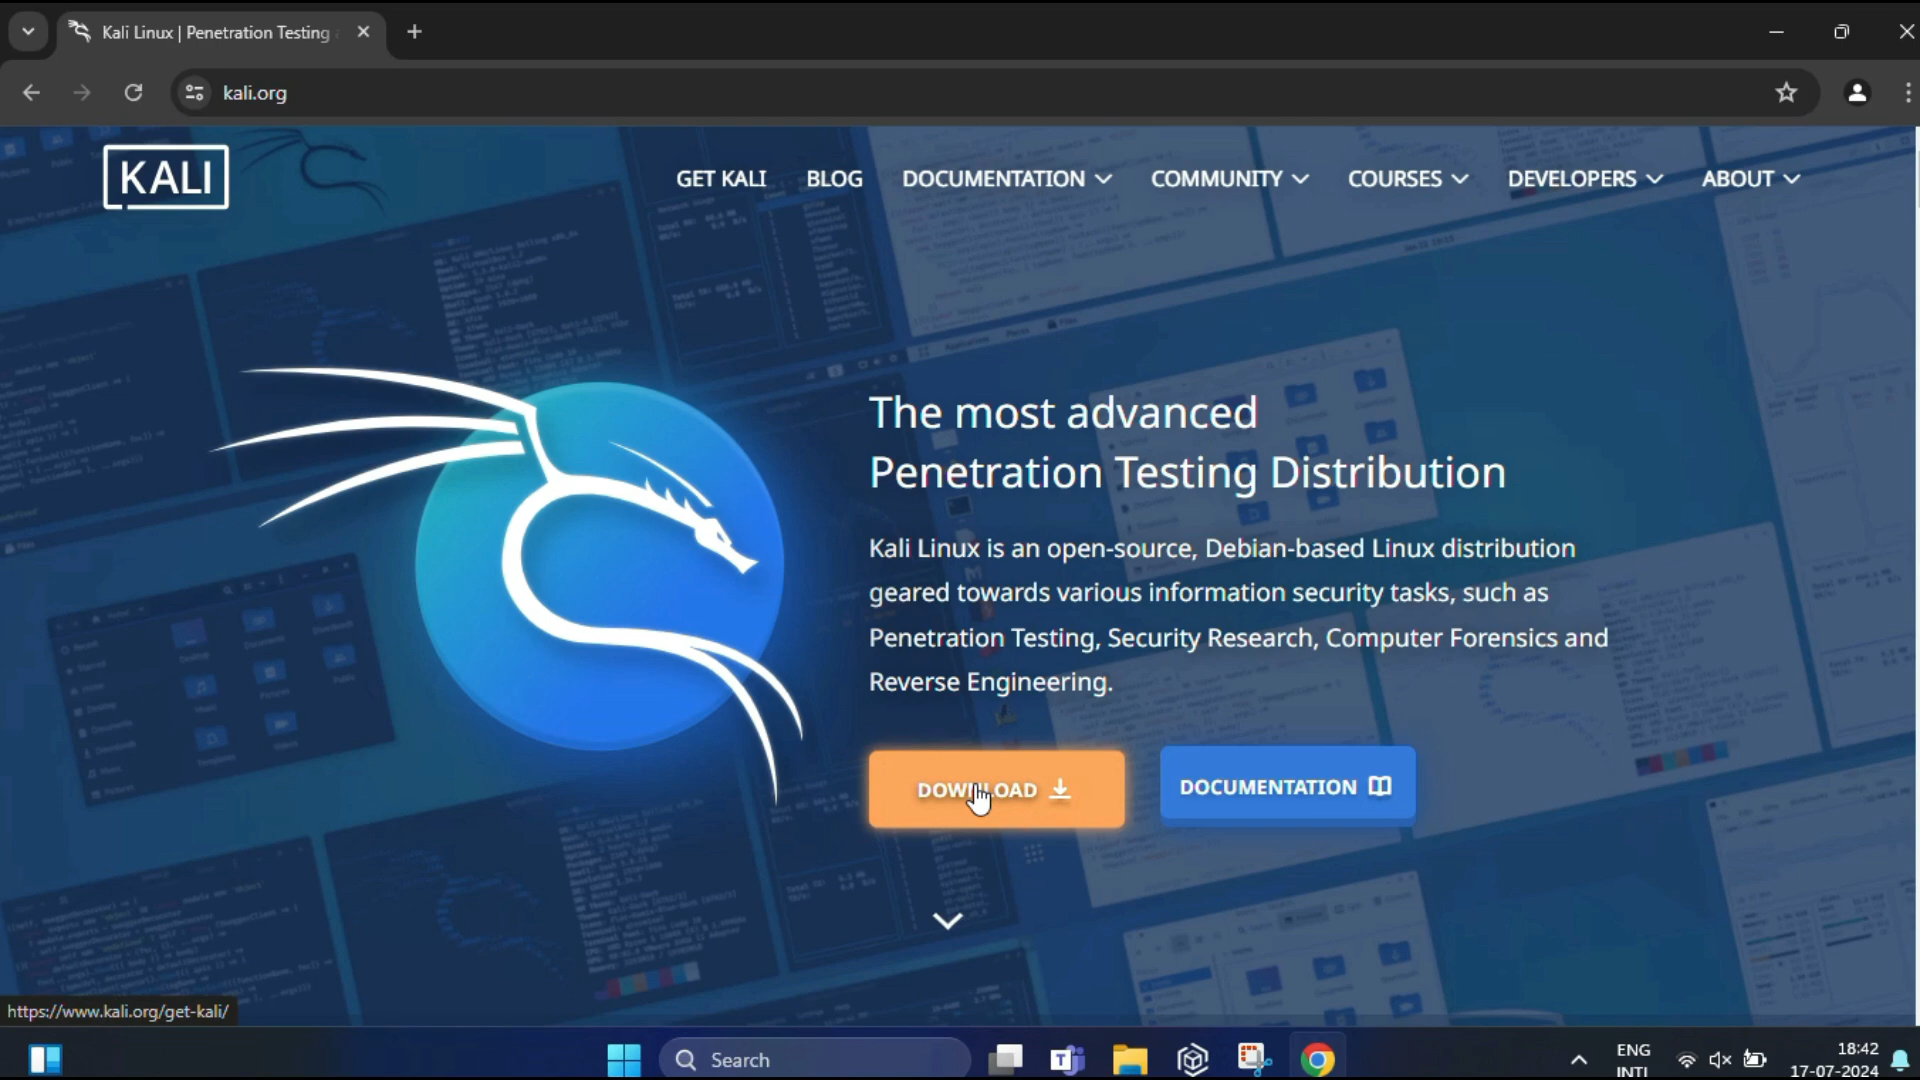 Kali Linux | Penetration Testing
kali.org
KALI
GET KALI
BLOG
DOCUMENTATION
COMMUNITY
COURSES
DEVELOPERS
ABOUT
The most advanced
Penetration Testing Distribution
Kali Linux is an open-source, Debian-based Linux distribution
geared towards various information security tasks, such as
Penetration Testing, Security Research, Computer Forensics and
Reverse Engineering.
DOWNLOAD
DOCUMENTATION
https://www.kali.org/get-kali/
Search
ENG
INTL
18:42
17-07-2024